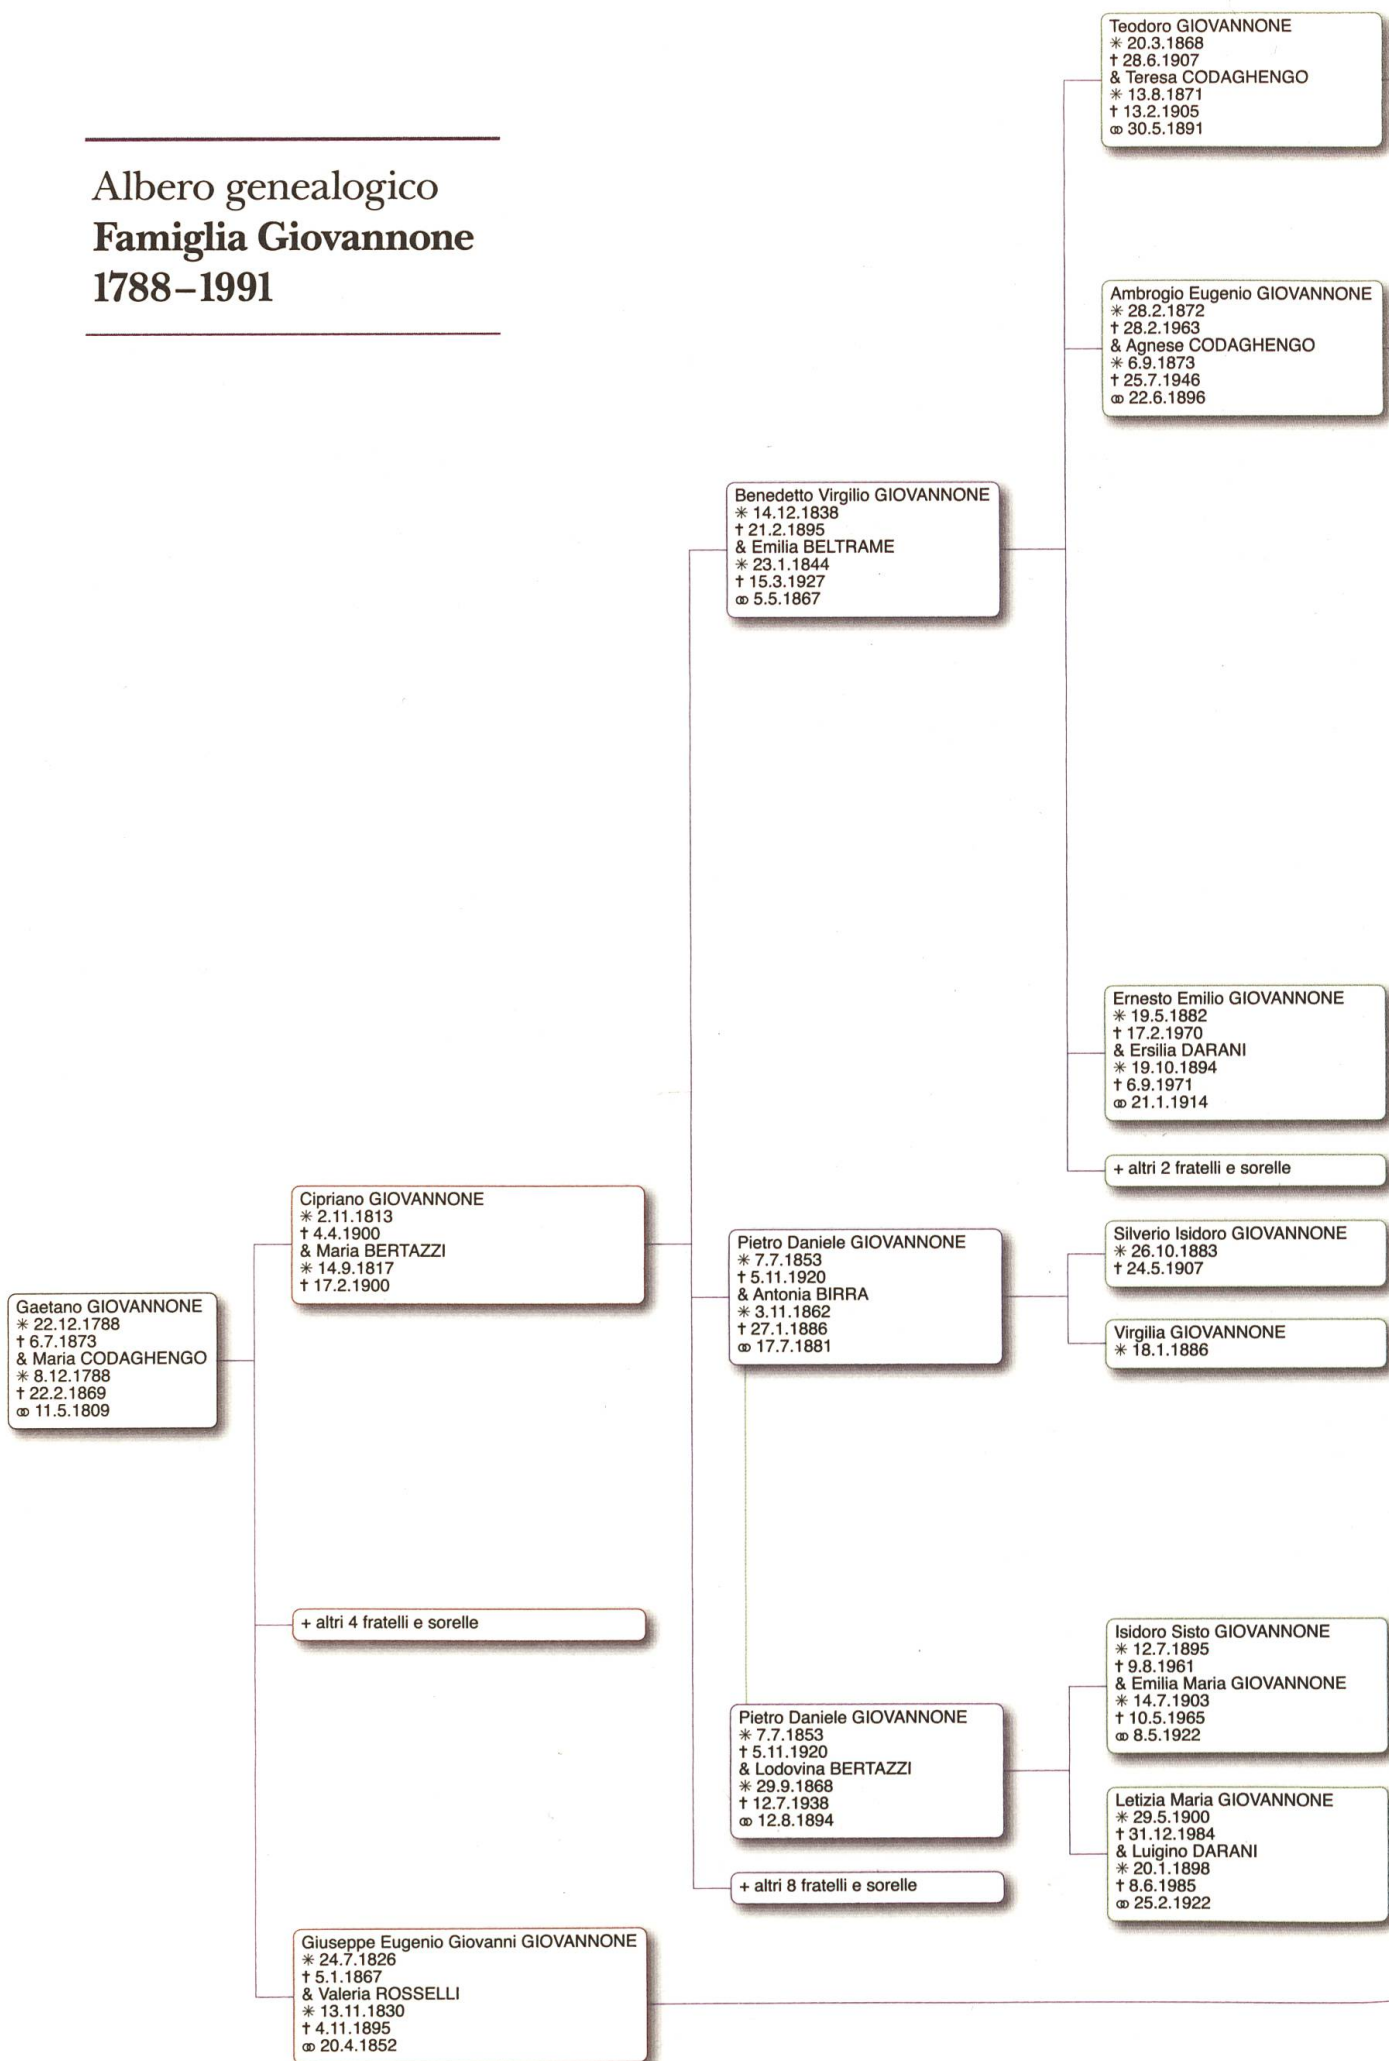 Albero genealogico
Famiglia Giovannone
1788–1991
Gaetano GIOVANNONE
✳ 22.12.1788
† 6.7.1873
& Maria CODAGHENGO
✳ 8.12.1788
† 22.2.1869
⚭ 11.5.1809
Cipriano GIOVANNONE
✳ 2.11.1813
† 4.4.1900
& Maria BERTAZZI
✳ 14.9.1817
† 17.2.1900
+ altri 4 fratelli e sorelle
Giuseppe Eugenio Giovanni GIOVANNONE
✳ 24.7.1826
† 5.1.1867
& Valeria ROSSELLI
✳ 13.11.1830
† 4.11.1895
⚭ 20.4.1852
Benedetto Virgilio GIOVANNONE
✳ 14.12.1838
† 21.2.1895
& Emilia BELTRAME
✳ 23.1.1844
† 15.3.1927
⚭ 5.5.1867
Pietro Daniele GIOVANNONE
✳ 7.7.1853
† 5.11.1920
& Antonia BIRRA
✳ 3.11.1862
† 27.1.1886
⚭ 17.7.1881
Pietro Daniele GIOVANNONE
✳ 7.7.1853
† 5.11.1920
& Lodovina BERTAZZI
✳ 29.9.1868
† 12.7.1938
⚭ 12.8.1894
+ altri 8 fratelli e sorelle
Teodoro GIOVANNONE
✳ 20.3.1868
† 28.6.1907
& Teresa CODAGHENGO
✳ 13.8.1871
† 13.2.1905
⚭ 30.5.1891
Ambrogio Eugenio GIOVANNONE
✳ 28.2.1872
† 28.2.1963
& Agnese CODAGHENGO
✳ 6.9.1873
† 25.7.1946
⚭ 22.6.1896
Ernesto Emilio GIOVANNONE
✳ 19.5.1882
† 17.2.1970
& Ersilia DARANI
✳ 19.10.1894
† 6.9.1971
⚭ 21.1.1914
+ altri 2 fratelli e sorelle
Silverio Isidoro GIOVANNONE
✳ 26.10.1883
† 24.5.1907
Virgilia GIOVANNONE
✳ 18.1.1886
Isidoro Sisto GIOVANNONE
✳ 12.7.1895
† 9.8.1961
& Emilia Maria GIOVANNONE
✳ 14.7.1903
† 10.5.1965
⚭ 8.5.1922
Letizia Maria GIOVANNONE
✳ 29.5.1900
† 31.12.1984
& Luigino DARANI
✳ 20.1.1898
† 8.6.1985
⚭ 25.2.1922